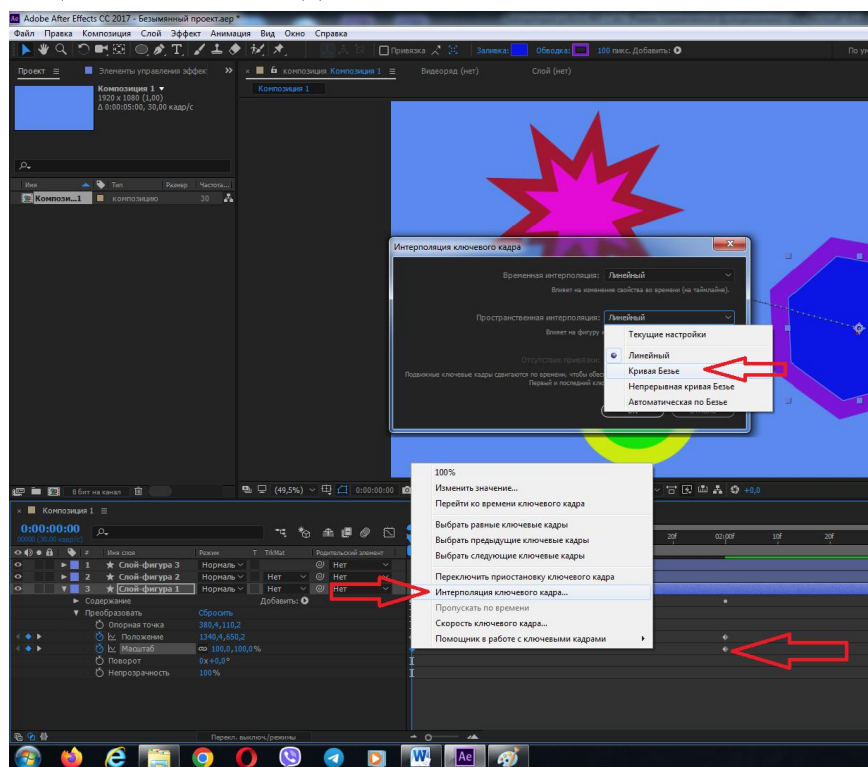 Adobe After Effects CC 2017 - Безымянный проект.aep *
Файл Правка Композиция Слой Эффект Анимация Вид Окно Справка
Привязка Заливка: Обводка: 100 пикс. Добавить:
Проект Элементы управления эффек композиция Композиция 1 Видеоряд (нет) Слой (нет)
Композиция 1
Композиция 1
1920 x 1080 (1,00)
Δ 0:00:05:00, 30,00 кадр/с
Имя Тип Размер Частота...
Компози...1 композицию 30
Интерполяция ключевого кадра
Временная интерполяция: Линейный
Влияет на изменение свойства во времени (на таймлайне).
Пространственная интерполяция: Линейный
Влияет на фигуру
Текущие настройки
Линейный
Кривая Безье
Непрерывная кривая Безье
Автоматическая по Безье
Отсутствие привязки:
Подвижные ключевые кадры сдвигаются по времени, чтобы обес
Первый и последний клю
8 бит на канал (49,5%) 0:00:00:00 +0,0
100%
Изменить значение...
Перейти ко времени ключевого кадра
Выбрать равные ключевые кадры
Выбрать предыдущие ключевые кадры
Выбрать следующие ключевые кадры
Переключить приостановку ключевого кадра
Интерполяция ключевого кадра...
Пропускать по времени
Скорость ключевого кадра...
Помощник в работе с ключевыми кадрами
Композиция 1
0:00:00:00
00000 (30.00 кадр/с)
20f 02:00f 10f 20f
# Имя слоя Режим T TrkMat Родительский элемент
1 Слой-фигура 3 Нормаль Нет
2 Слой-фигура 2 Нормаль Нет Нет
3 Слой-фигура 1 Нормаль Нет Нет
Содержание Добавить:
Преобразовать Сбросить
Опорная точка 380,4,110,2
Положение 1340,4,650,2
Масштаб 100,0,100,0%
Поворот 0x+0,0°
Непрозрачность 100%
Перекл. выключ./режимы
W Ae